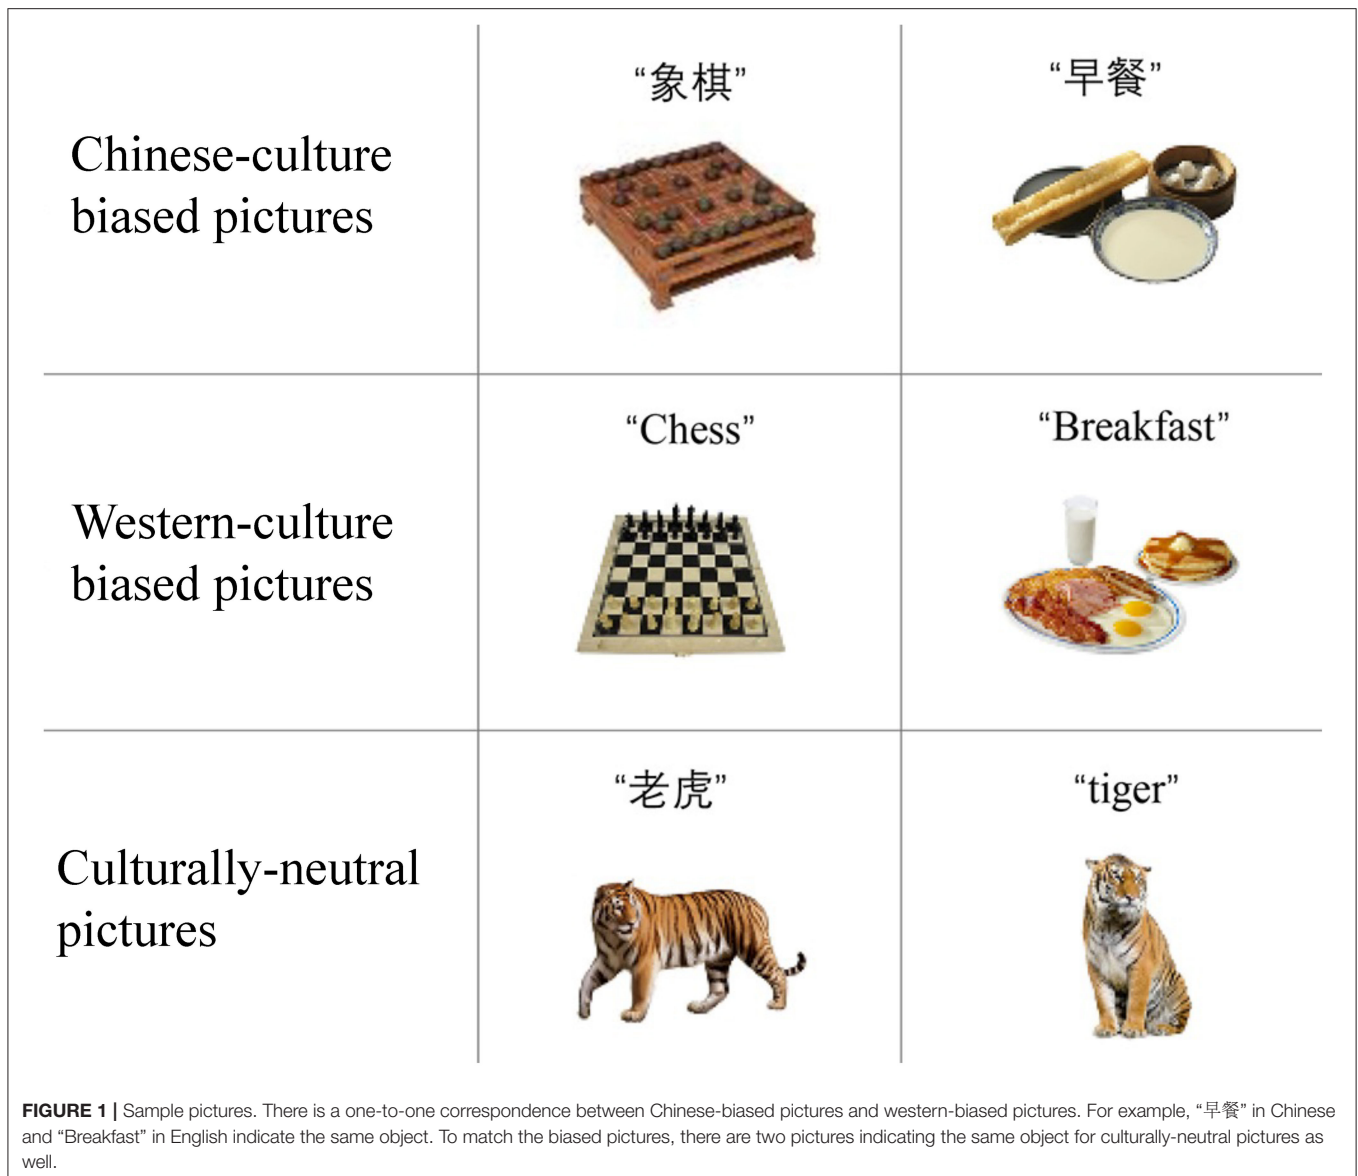 Chinese-culture
biased pictures
“象棋”
“早餐”
Western-culture
biased pictures
“Chess”
“Breakfast”
Culturally-neutral
pictures
“老虎”
“tiger”
FIGURE 1 | Sample pictures. There is a one-to-one correspondence between Chinese-biased pictures and western-biased pictures. For example, “早餐” in Chinese
and “Breakfast” in English indicate the same object. To match the biased pictures, there are two pictures indicating the same object for culturally-neutral pictures as
well.